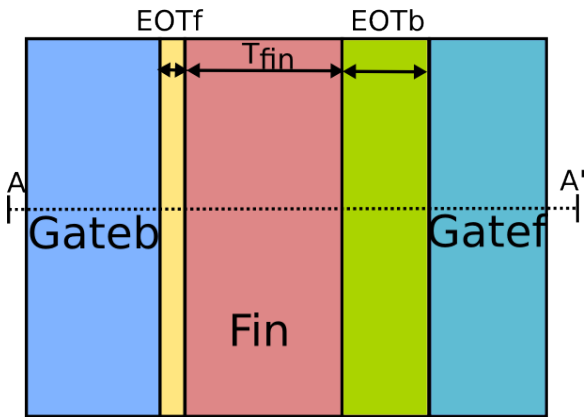 EOTf
EOTb
Tfin
A
A'
Gateb
Gatef
Fin